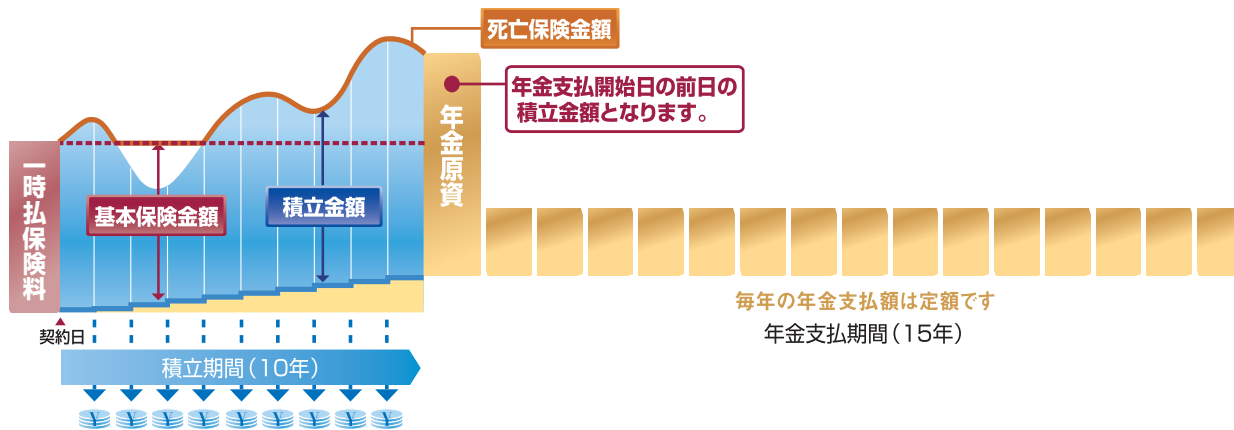 死亡保険金額
年金支払開始日の前日の
積立金額となります。
年金原資
一時払保険料
基本保険金額
積立金額
毎年の年金支払額は定額です
年金支払期間（15年）
契約日
積立期間（10年）
¥ ¥ ¥ ¥ ¥ ¥ ¥ ¥ ¥